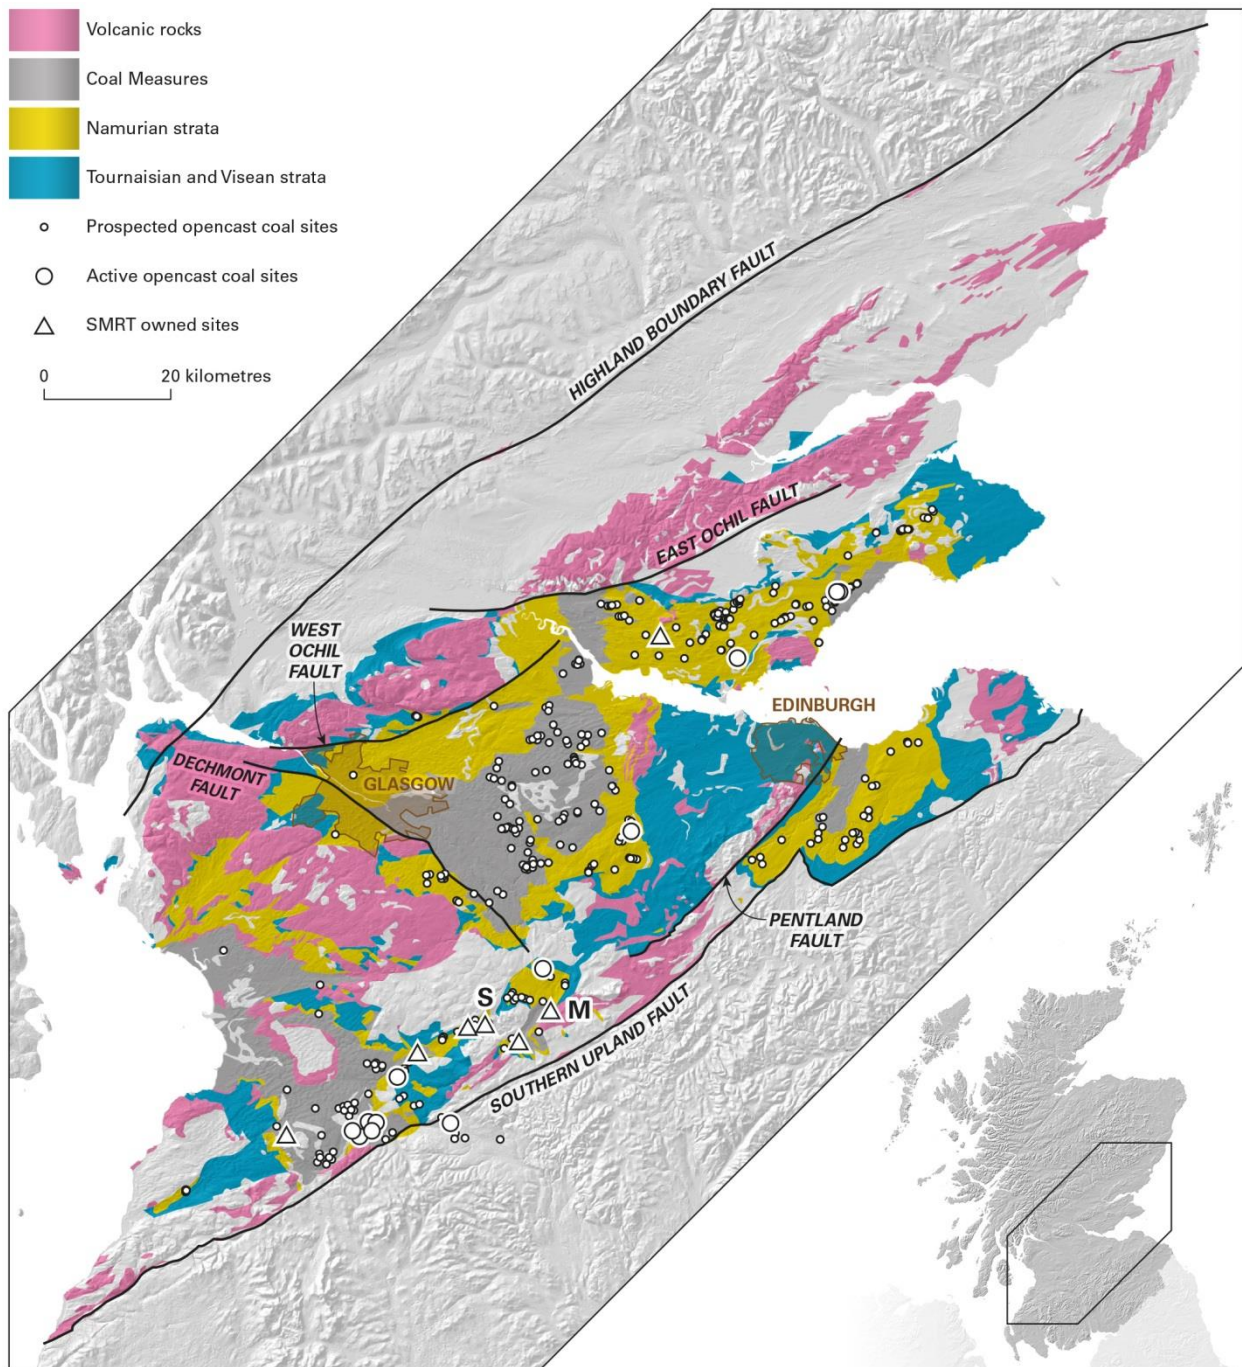 Volcanic rocks
Coal Measures
Namurian strata
Tournaisian and Visean strata
Prospected opencast coal sites
Active opencast coal sites
SMRT owned sites
0 20 kilometres
HIGHLAND BOUNDARY FAULT
EAST OCHIL FAULT
WEST
OCHIL
FAULT
EDINBURGH
DECHMONT
FAULT
GLASGOW
PENTLAND
FAULT
S
M
SOUTHERN UPLAND FAULT